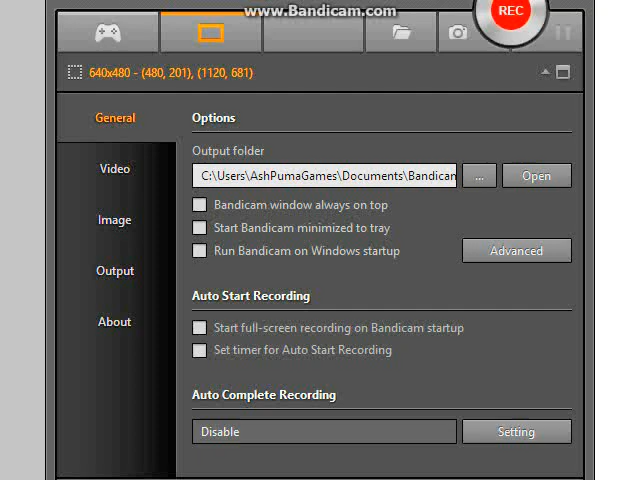 www.Bandicam.com
REC
640x480 - (480, 201), (1120, 681)
General
Video
Image
Output
About
Options
Output folder
C:\Users\AshPumaGames\Documents\Bandicam
...
Open
Bandicam window always on top
Start Bandicam minimized to tray
Run Bandicam on Windows startup
Advanced
Auto Start Recording
Start full-screen recording on Bandicam startup
Set timer for Auto Start Recording
Auto Complete Recording
Disable
Setting